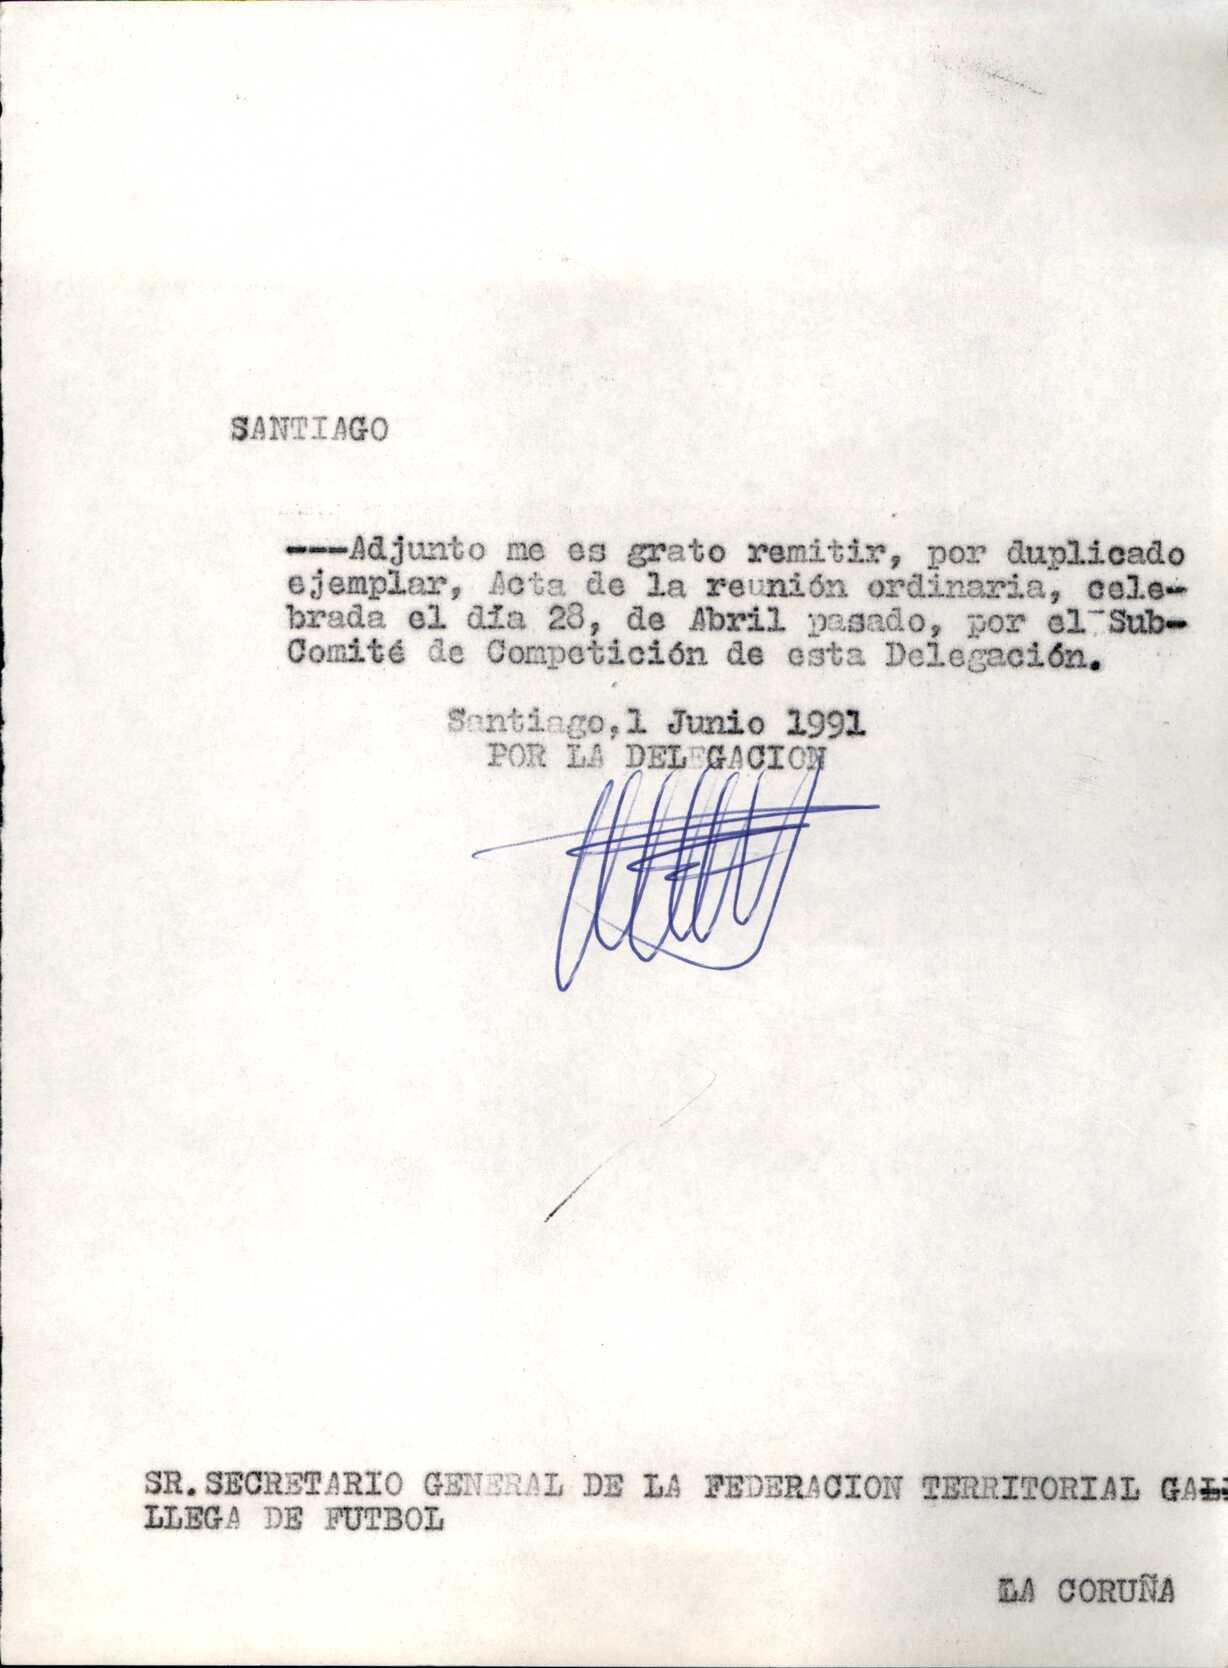 SANTIAGO
---Adjunto me es grato remitir, por duplicado
ejemplar, Acta de la reunión ordinaria, cele-
brada el día 28, de Abril pasado, por el Sub-
Comité de Competición de esta Delegación.
Santiago,1 Junio 1991
POR LA DELEGACION
SR.SECRETARIO GENERAL DE LA FEDERACION TERRITORIAL GA
LLEGA DE FUTBOL
LA CORUÑA